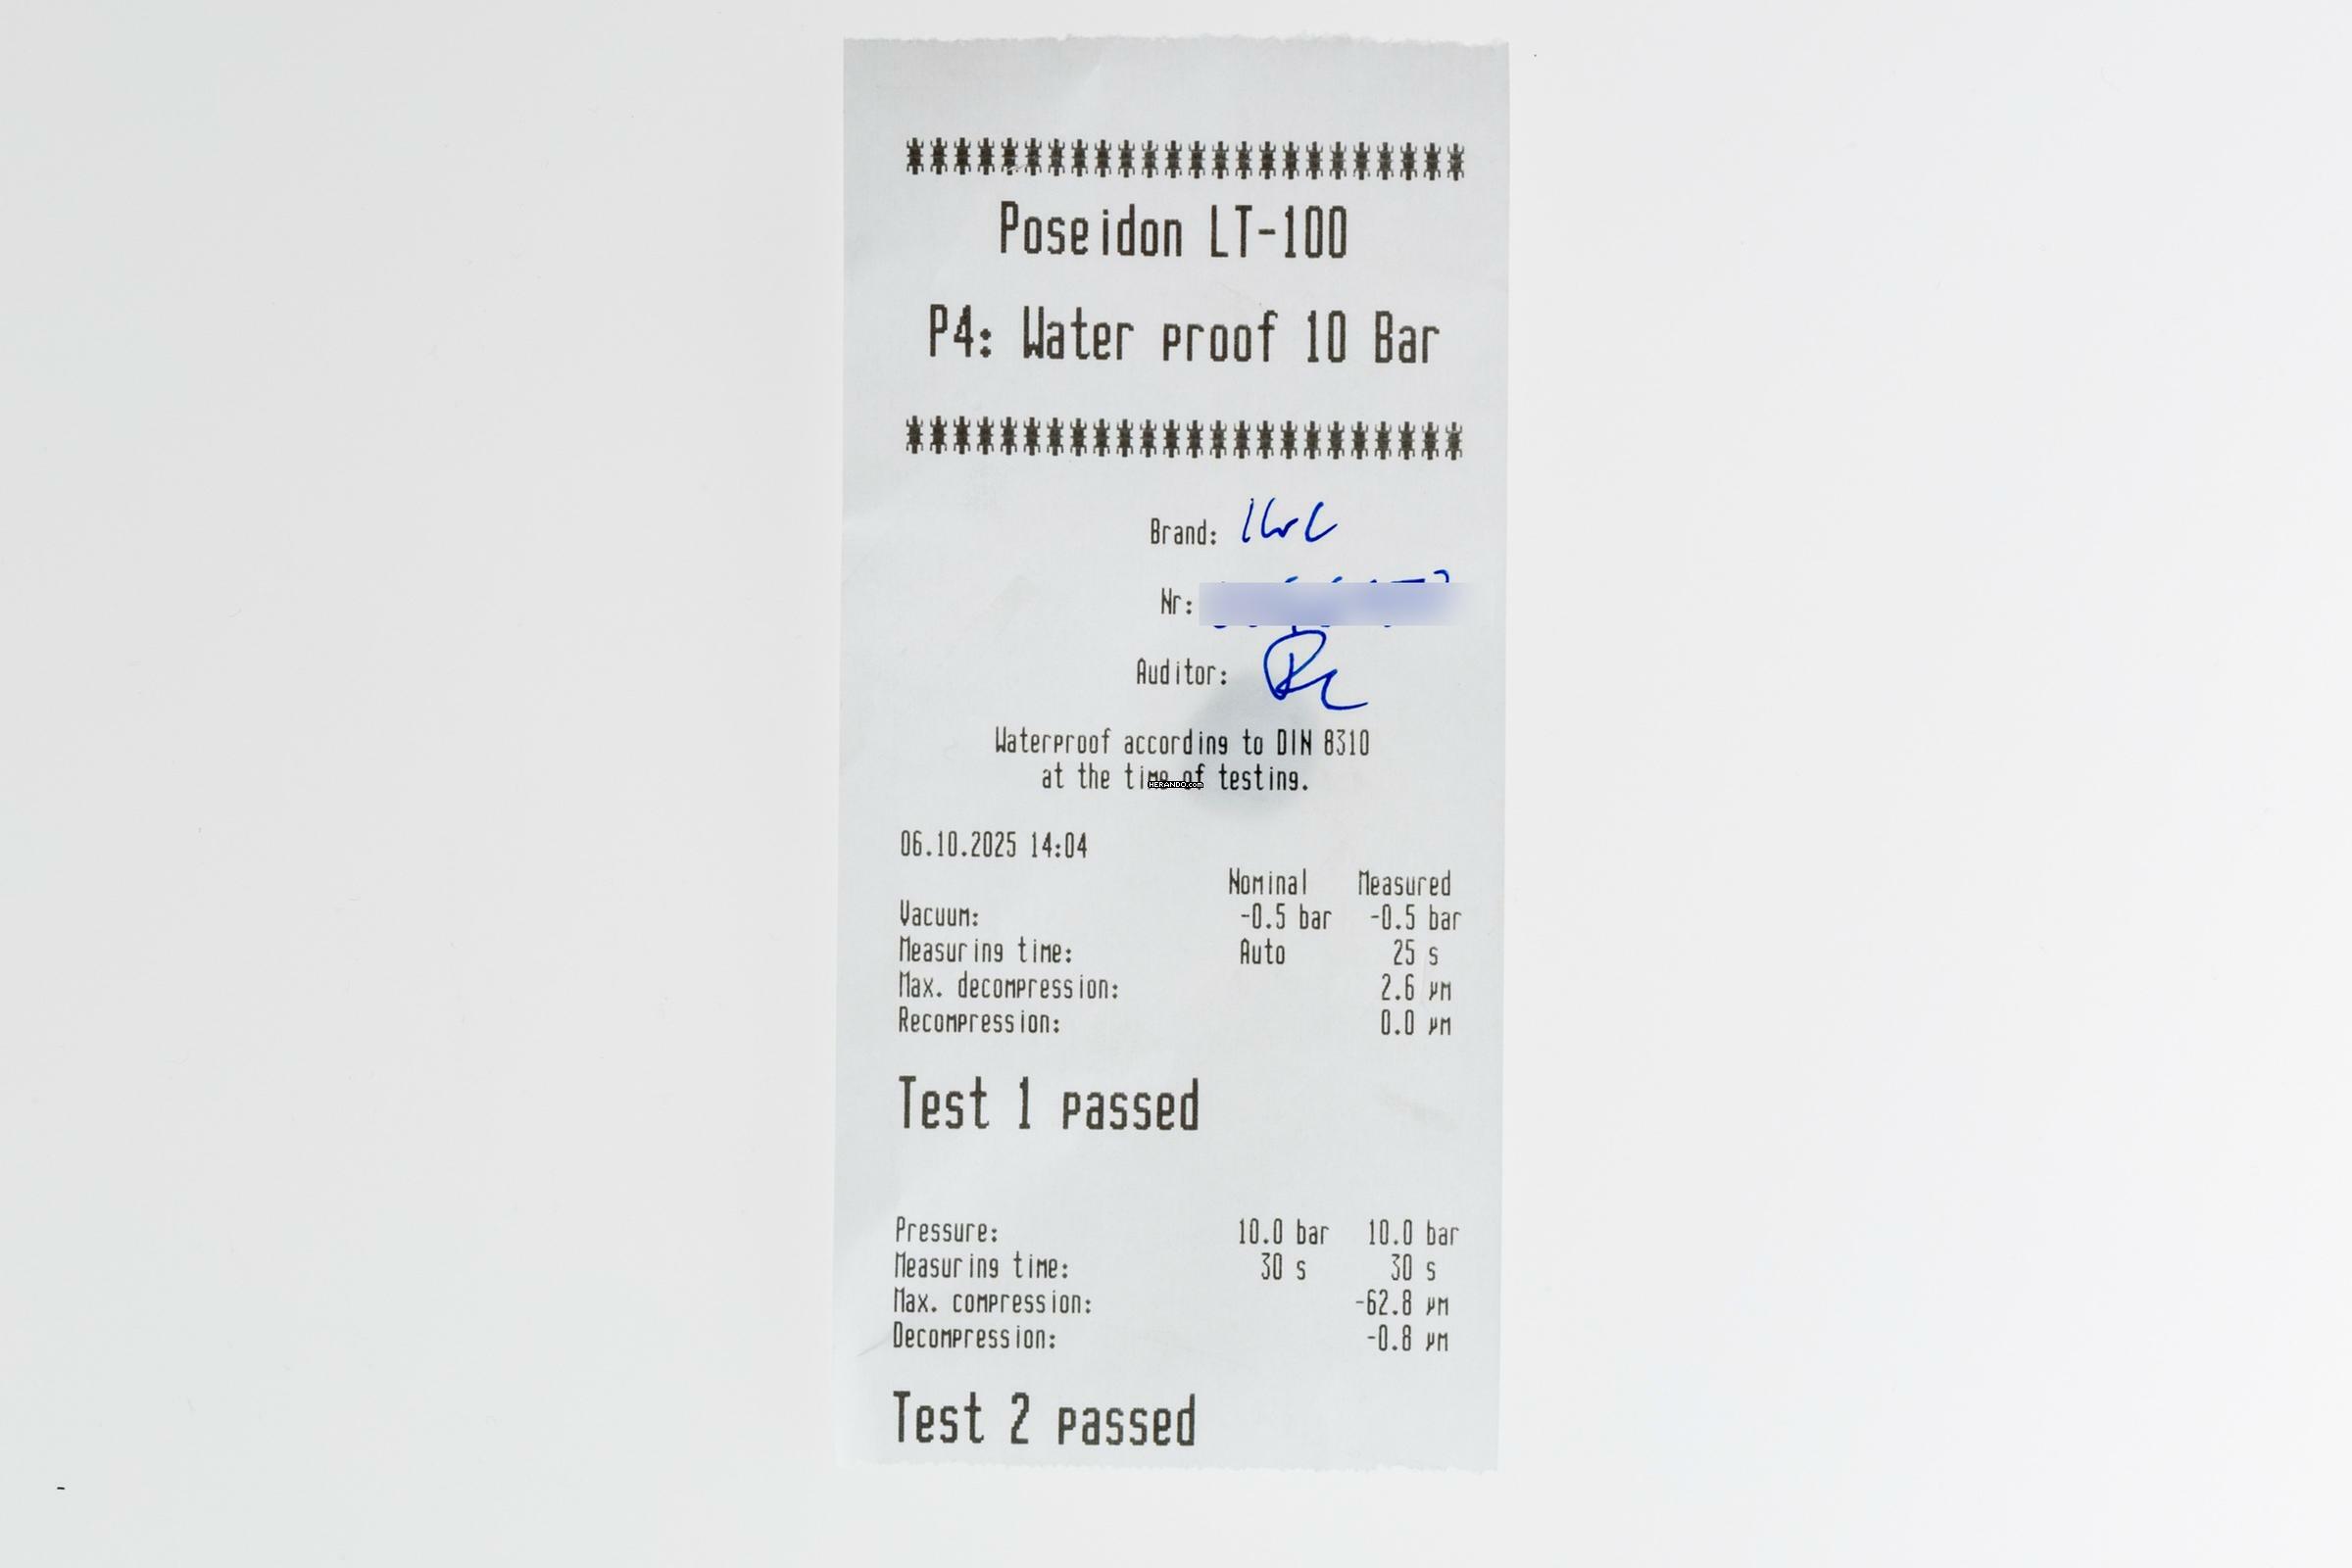 ************************
Poseidon LT-100
P4: Water proof 10 Bar
************************
Brand: IWC
Nr:
Auditor:
Waterproof according to DIN 8310
at the time of testing.
HERANDO.com
06.10.2025 14:04
Nominal Measured
Vacuum: -0.5 bar -0.5 bar
Measuring time: Auto 25 s
Max. decompression: 2.6 µm
Recompression: 0.0 µm
Test 1 passed
Pressure: 10.0 bar 10.0 bar
Measuring time: 30 s 30 s
Max. compression: -62.8 µm
Decompression: -0.8 µm
Test 2 passed